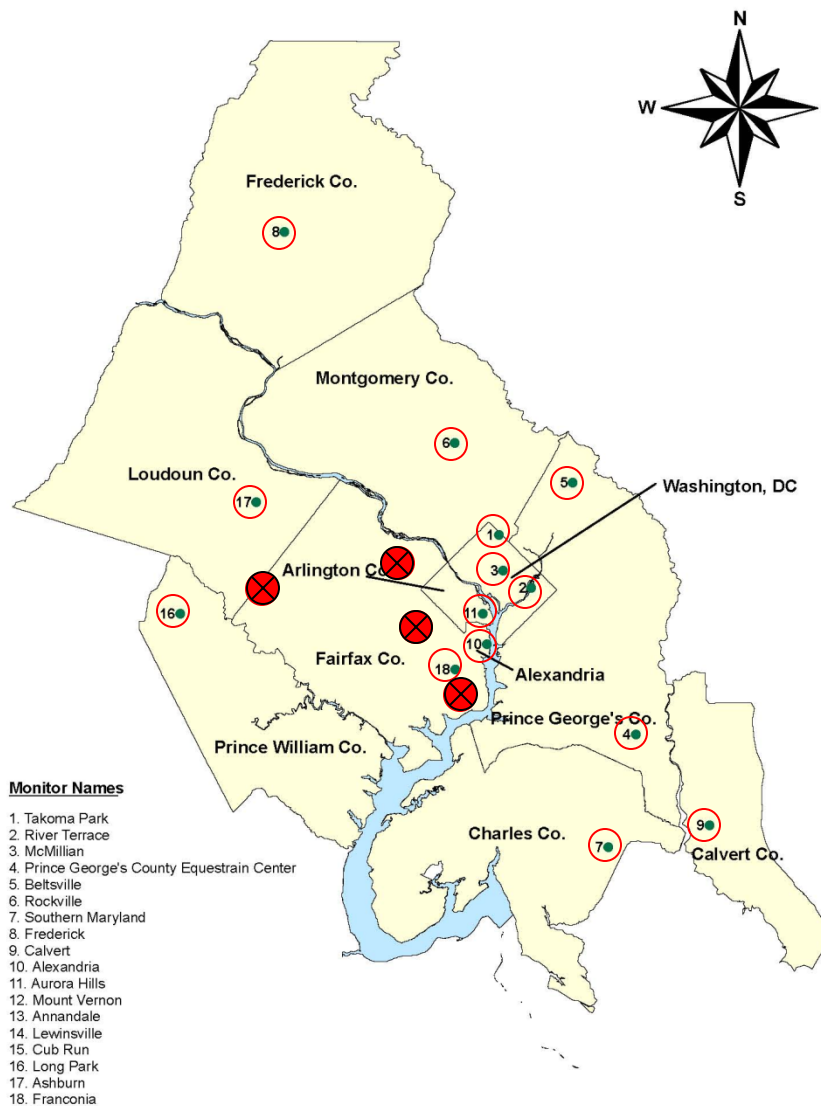 N
W
S
Frederick Co.
8
Montgomery Co.
6
Loudoun Co.
17
5
Washington, DC
1
3
Arlington Co
2
16
11
10
Fairfax Co.
18
Alexandria
Prince George's Co.
4
Prince William Co.
Monitor Names
1. Takoma Park
2. River Terrace
3. McMillian
4. Prince George's County Equestrain Center
5. Beltsville
6. Rockville
7. Southern Maryland
8. Frederick
9. Calvert
10. Alexandria
11. Aurora Hills
12. Mount Vernon
13. Annandale
14. Lewinsville
15. Cub Run
16. Long Park
17. Ashburn
18. Franconia
Charles Co.
7
9
Calvert Co.